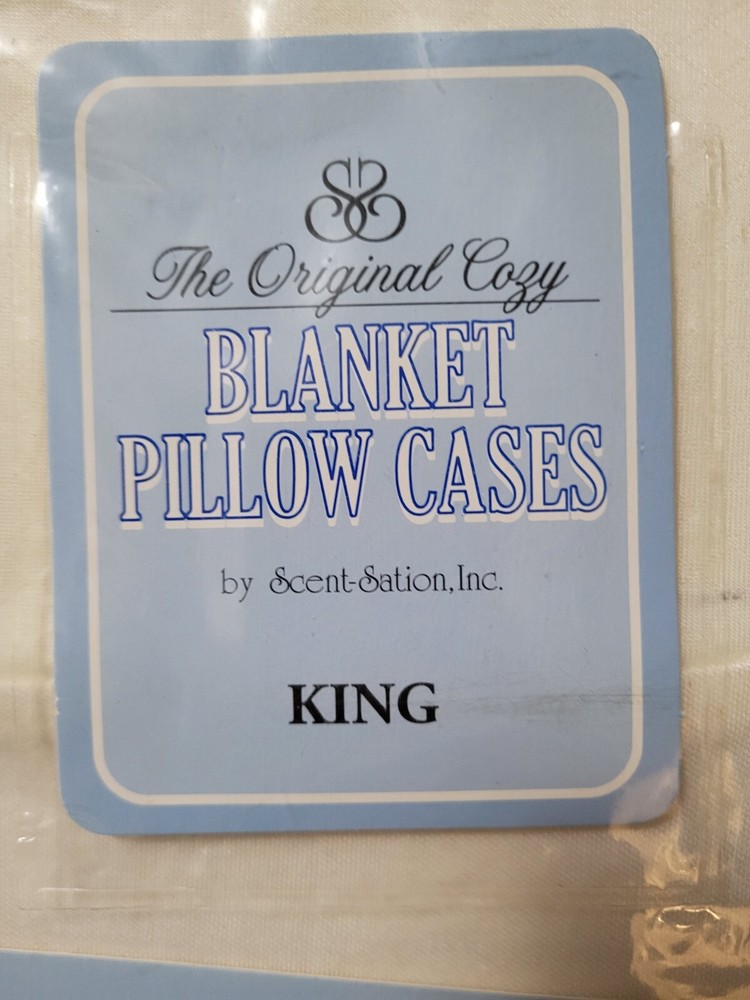 The Original Cozy
BLANKET
PILLOW CASES
by Scent-Sation, Inc.
KING